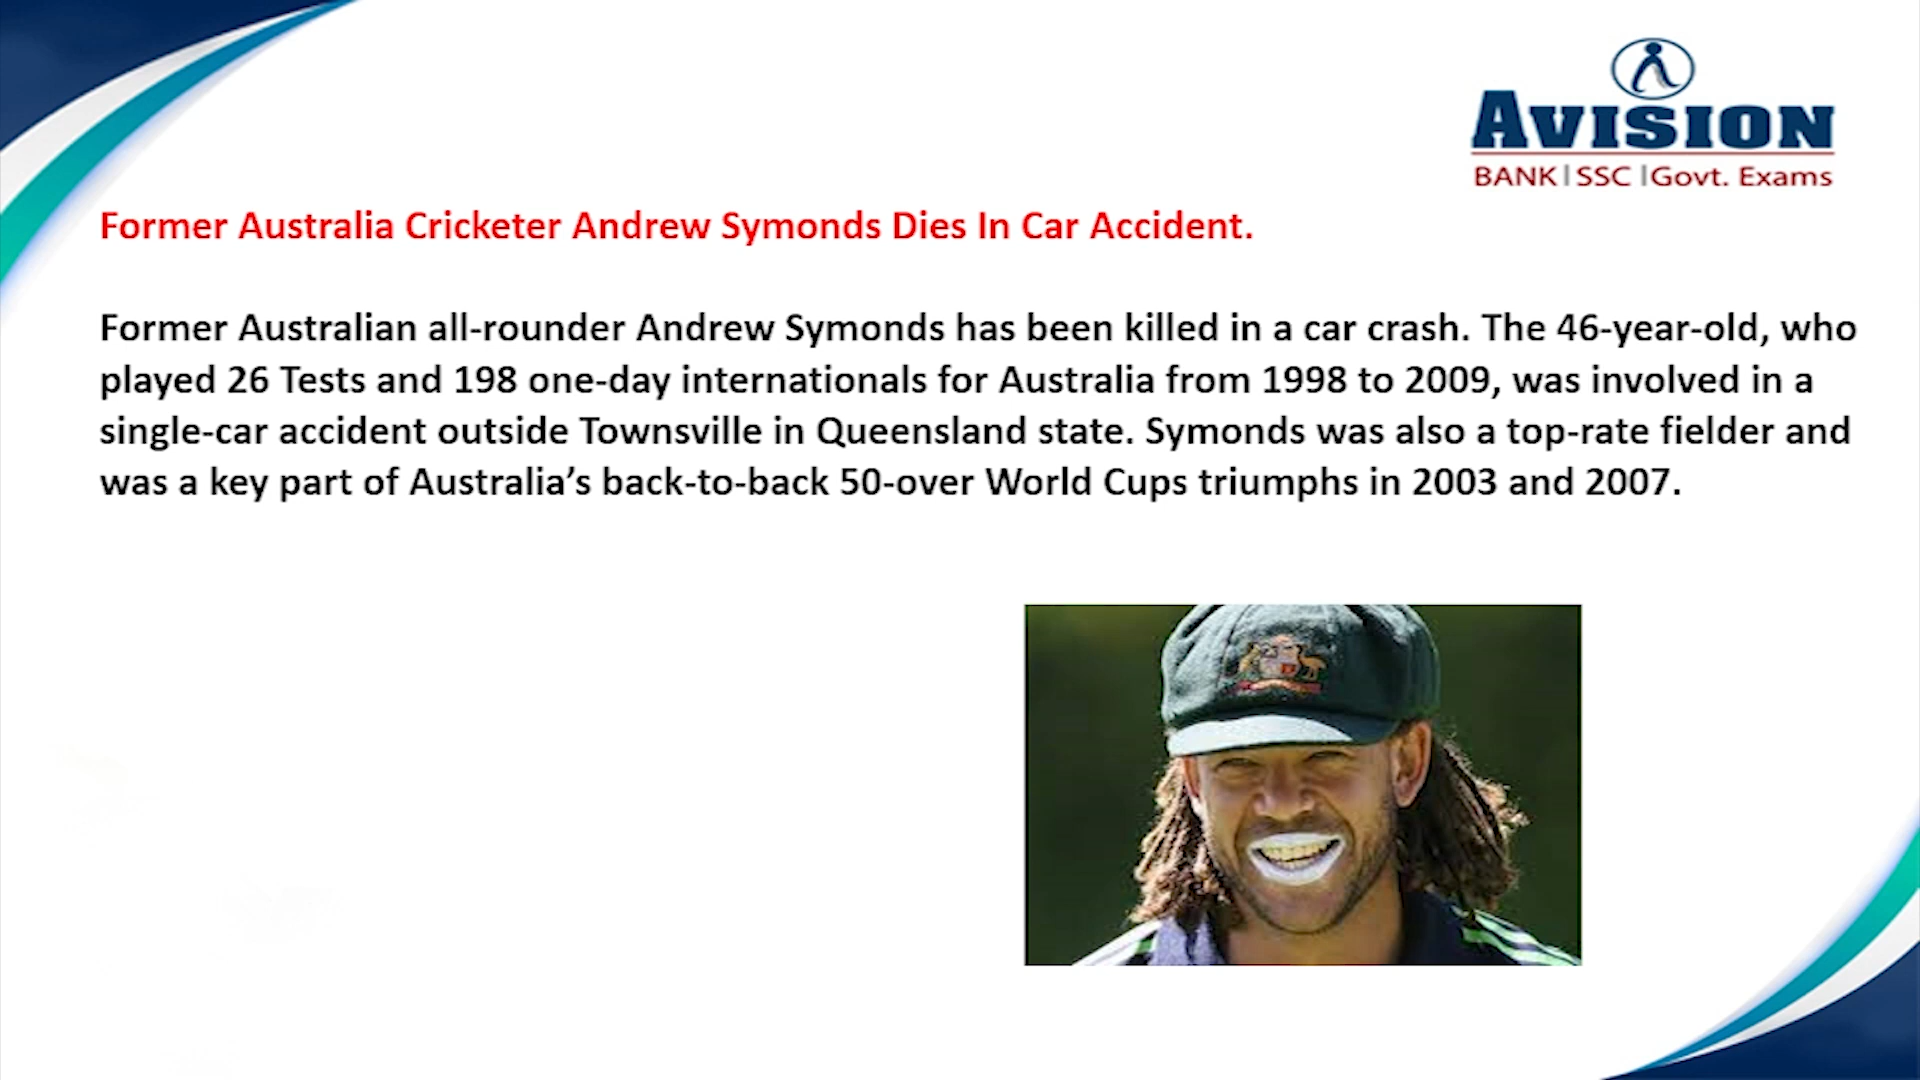 AVISION
BANK | SSC | Govt. Exams
Former Australia Cricketer Andrew Symonds Dies In Car Accident.
Former Australian all-rounder Andrew Symonds has been killed in a car crash. The 46-year-old, who
played 26 Tests and 198 one-day internationals for Australia from 1998 to 2009, was involved in a
single-car accident outside Townsville in Queensland state. Symonds was also a top-rate fielder and
was a key part of Australia’s back-to-back 50-over World Cups triumphs in 2003 and 2007.